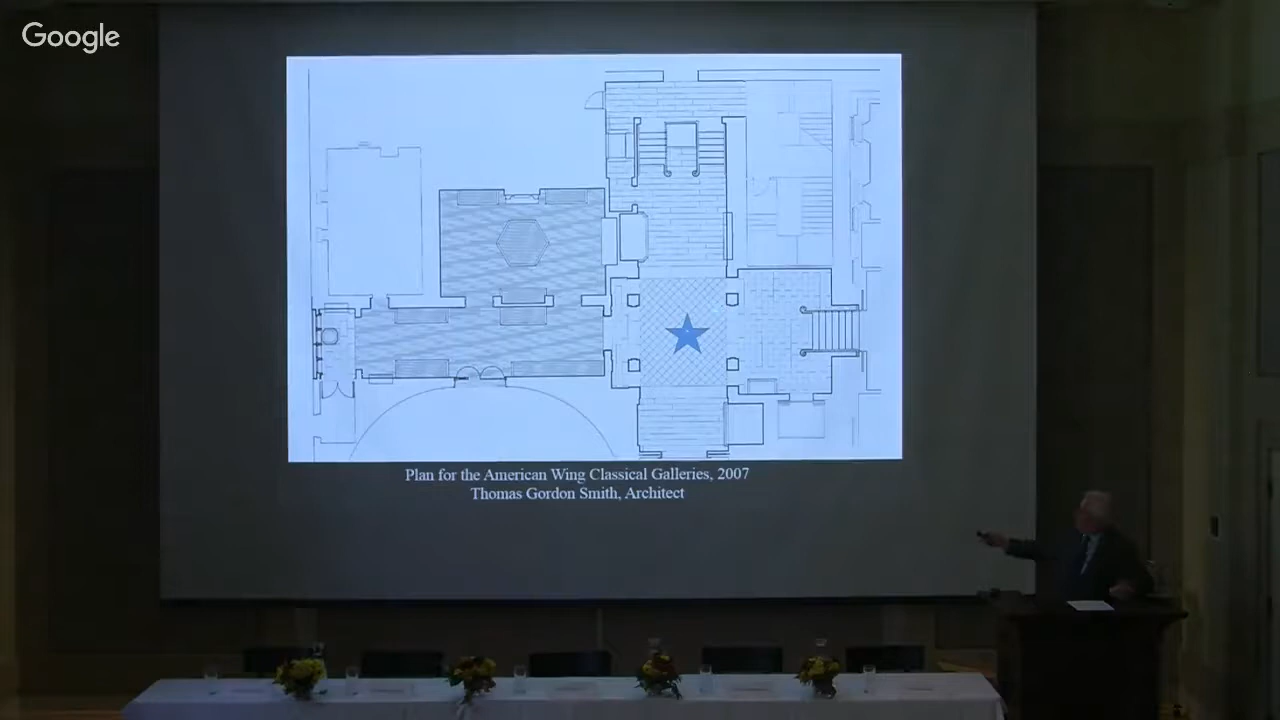 Google
Plan for the American Wing Classical Galleries, 2007
Thomas Gordon Smith, Architect